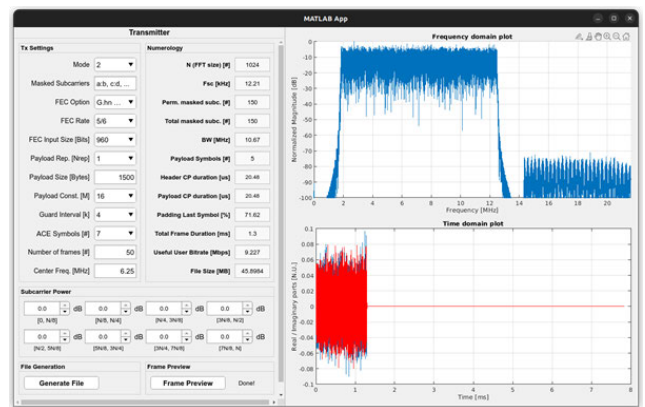 MATLAB App
Transmitter
Tx Settings
Mode 2
Masked Subcarriers a:b, c:d, ...
FEC Option G.hn ...
FEC Rate 5/6
FEC Input Size [Bits] 960
Payload Rep. [Nrep] 1
Payload Size [Bytes] 1500
Payload Const. [M] 16
Guard Interval [k] 4
ACE Symbols [#] 7
Number of frames [#] 50
Center Freq. [MHz] 6.25
Numerology
N (FFT size) [#] 1024
Fsc [kHz] 12.21
Perm. masked subc. [#] 150
Total masked subc. [#] 150
BW [MHz] 10.67
Payload Symbols [#] 5
Header CP duration [us] 20.48
Payload CP duration [us] 20.48
Padding Last Symbol [%] 71.62
Total Frame Duration [ms] 1.3
Useful User Bitrate [Mbps] 9.227
File Size [MB] 45.8984
Subcarrier Power
0.0 dB 0.0 dB 0.0 dB 0.0 dB
[0, N/8] [N/8, N/4] [N/4, 3N/8] [3N/8, N/2]
0.0 dB 0.0 dB 0.0 dB 0.0 dB
[N/2, 5N/8] [5N/8, 3N/4] [3N/4, 7N/8] [7N/8, N]
File Generation
Generate File
Frame Preview
Frame Preview Done!
Frequency domain plot
Normalized Magnitude [dB]
0
-10
-20
-30
-40
-50
-60
-70
-80
-90
-100
0 2 4 6 8 10 12 14 16 18 20
Frequency [MHz]
Time domain plot
Real / Imaginary parts [N.U.]
0.1
0.08
0.06
0.04
0.02
0
-0.02
-0.04
-0.06
-0.08
-0.1
0 1 2 3 4 5 6 7 8
Time [ms]